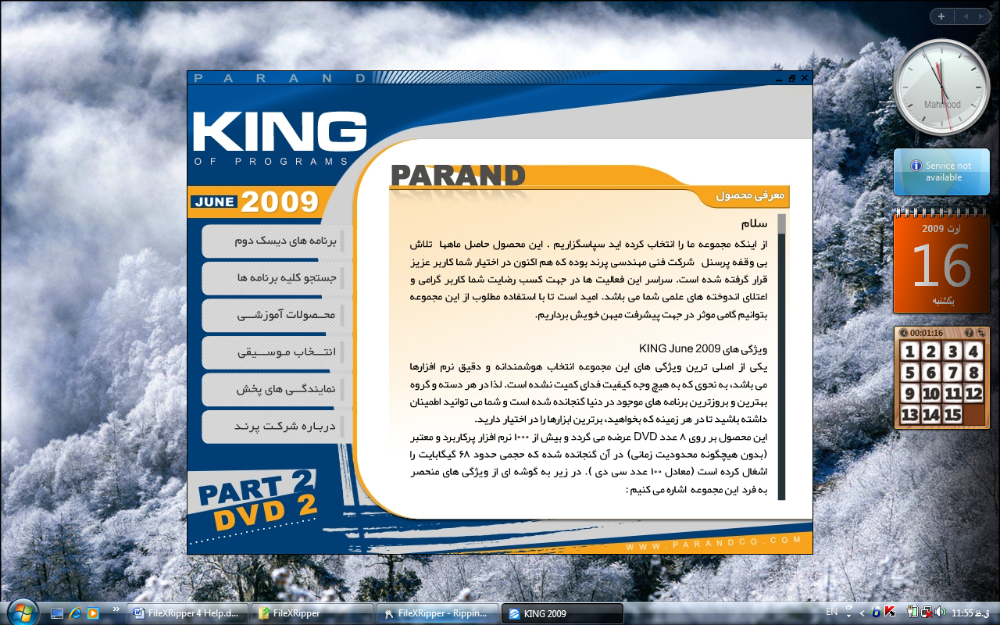 PARAND
KING
OF PROGRAMS
JUNE 2009
برنامه های دیسک دوم
جستجو کلیه برنامه ها
محــصولات آموزشـــی
انتـــخاب مـوســـیقی
نمایندگـــی های پخش
دربـاره شرکـت پرنـد
PART 2
DVD 2
PARAND
معرفی محصول
سلام
از اینکه مجموعه ما را انتخاب کرده اید سپاسگزاریم . این محصول حاصل ماهها تلاش
بی وقفه پرسنل شرکت فنی مهندسی پرند بوده که هم اکنون در اختیار شما کاربر عزیز
قرار گرفته شده است. سراسر این فعالیت ها در جهت کسب رضایت شما کاربر گرامی و
اعتلای اندوخته های علمی شما می باشد. امید است تا با استفاده مطلوب از این مجموعه
بتوانیم گامی موثر در جهت پیشرفت میهن خویش برداریم.
ویژگی های KING June 2009
یکی از اصلی ترین ویژگی های این مجموعه انتخاب هوشمندانه و دقیق نرم افزارها
می باشد، به نحوی که به هیچ وجه کیفیت فدای کمیت نشده است. لذا در هر دسته و گروه
بهترین و بروزترین برنامه های موجود در دنیا گنجانده شده است و شما می توانید اطمینان
داشته باشید تا در هر زمینه که بخواهید، برترین ابزارها را در اختیار دارید.
این محصول بر روی ۸ عدد DVD عرضه می گردد و بیش از ۱۰۰۰ نرم افزار پرکاربرد و معتبر
(بدون هیچگونه محدودیت زمانی) در آن گنجانده شده که حجمی حدود ۶۸ گیگابایت را
اشغال کرده است (معادل ۱۰۰ عدد سی دی ). در زیر به گوشه ای از ویژگی های منحصر
به فرد این مجموعه اشاره می کنیم :
WWW.PARANDCO.COM
Mahmood
Service not
available
اوت 2009
16
یکشنبه
00:01:16
1 2 3 4
5 6 7 8
9 10 11 12
13 14 15
FileXRipper 4 Help.d...
FileXRipper
FileXRipper - Rippin...
KING 2009
EN
11:55 ق.ظ